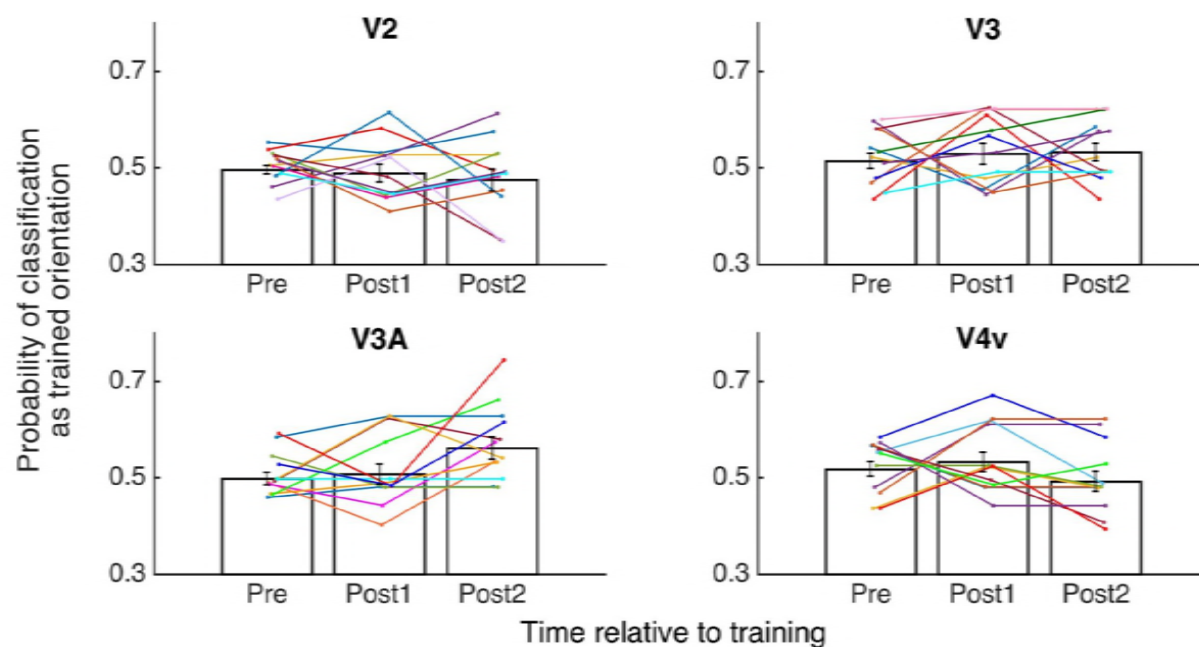 V2
V3
0.7
0.5
0.3
Pre Post1 Post2
0.7
0.5
0.3
Pre Post1 Post2
Probability of classification
as trained orientation
V3A
V4v
0.7
0.5
0.3
Pre Post1 Post2
0.7
0.5
0.3
Pre Post1 Post2
Time relative to training